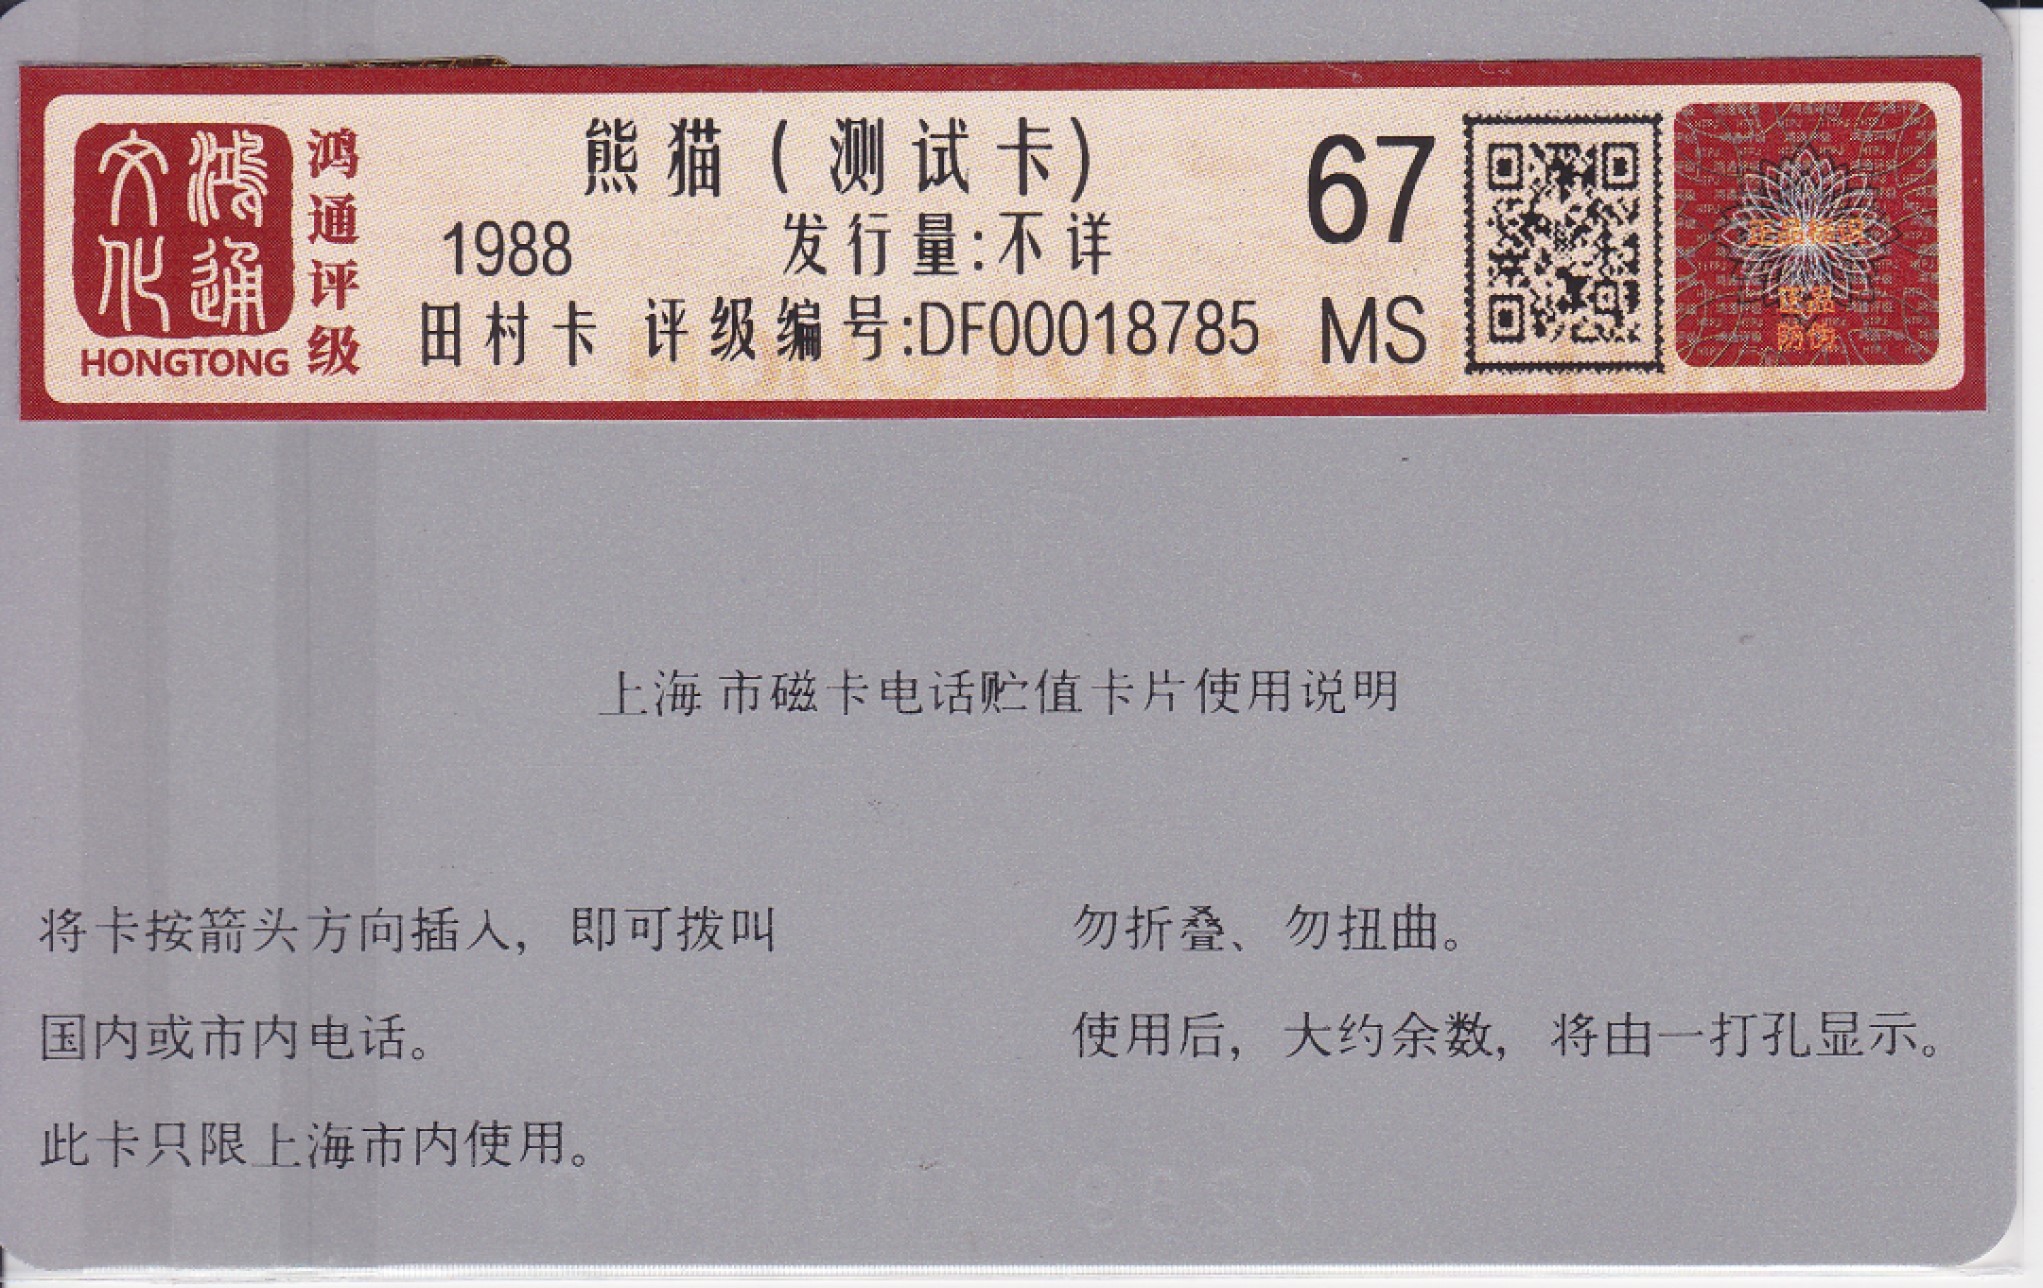 鸿通文化
HONGTONG
鸿通评级
熊猫(测试卡)
1988 发行量:不详
田村卡 评级编号:DF00018785
67
MS
上海市磁卡电话贮值卡片使用说明
将卡按箭头方向插入，即可拨叫
国内或市内电话。
此卡只限上海市内使用。
勿折叠、勿扭曲。
使用后，大约余数，将由一打孔显示。